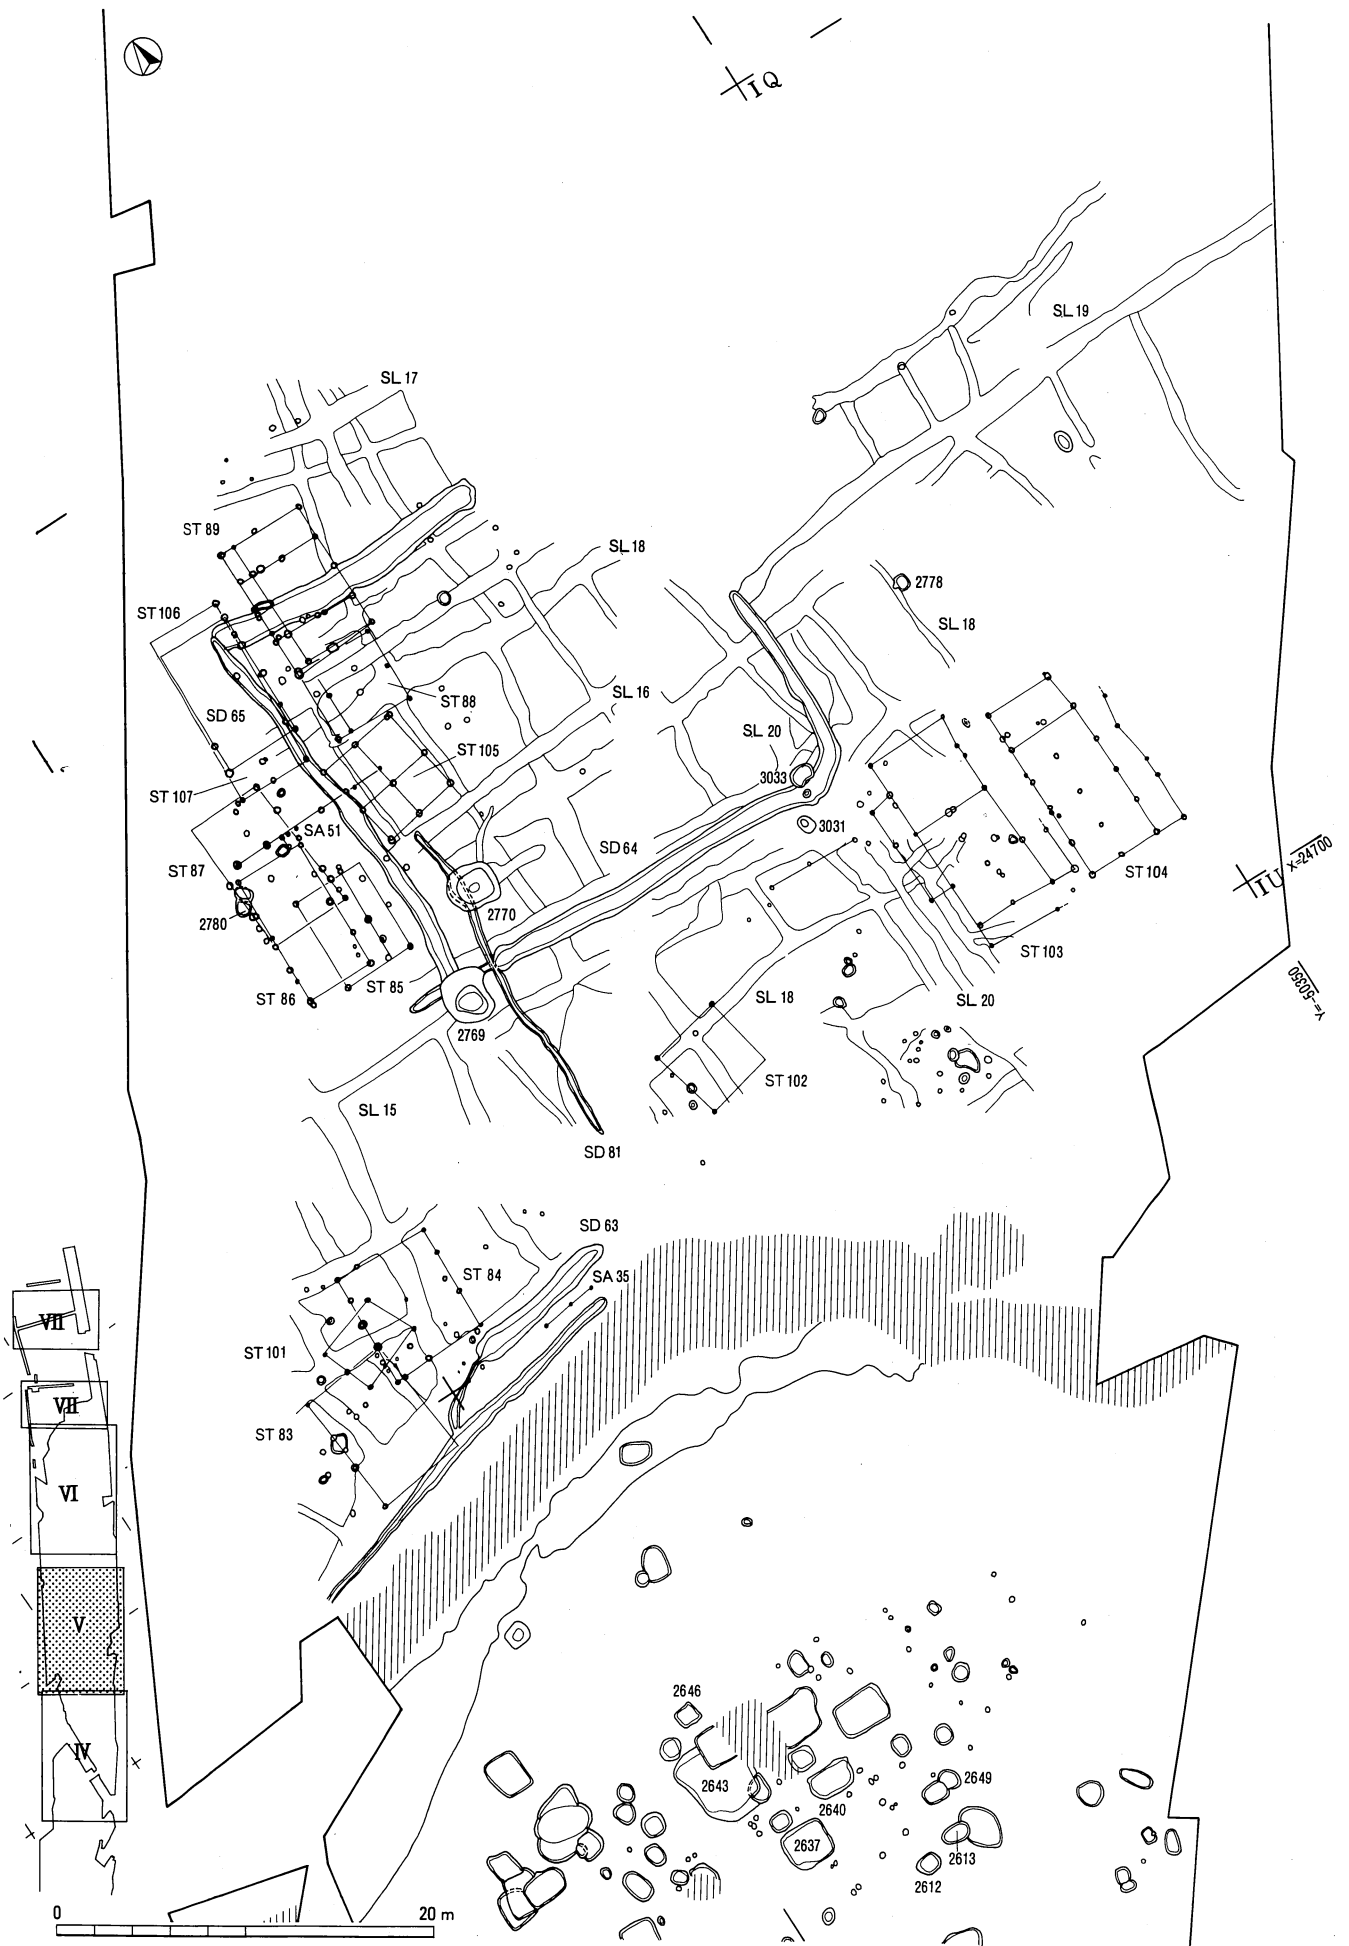 IQ
SL 19
SL 17
ST 89
SL 18
2778
ST 106
SL 18
SL 16
ST 88
SD 65
SL 20
ST 105
3033
ST 107
SA 51
3031
SD 64
X=24700
IU
ST 87
ST 104
2770
2780
ST 103
Y=-50350
ST 86
ST 85
SL 18
SL 20
2769
ST 102
SL 15
SD 81
SD 63
SA 35
ST 84
VII
ST 101
VII
ST 83
VI
V
2646
IV
2643
2649
2640
2637
2613
2612
0
20 m